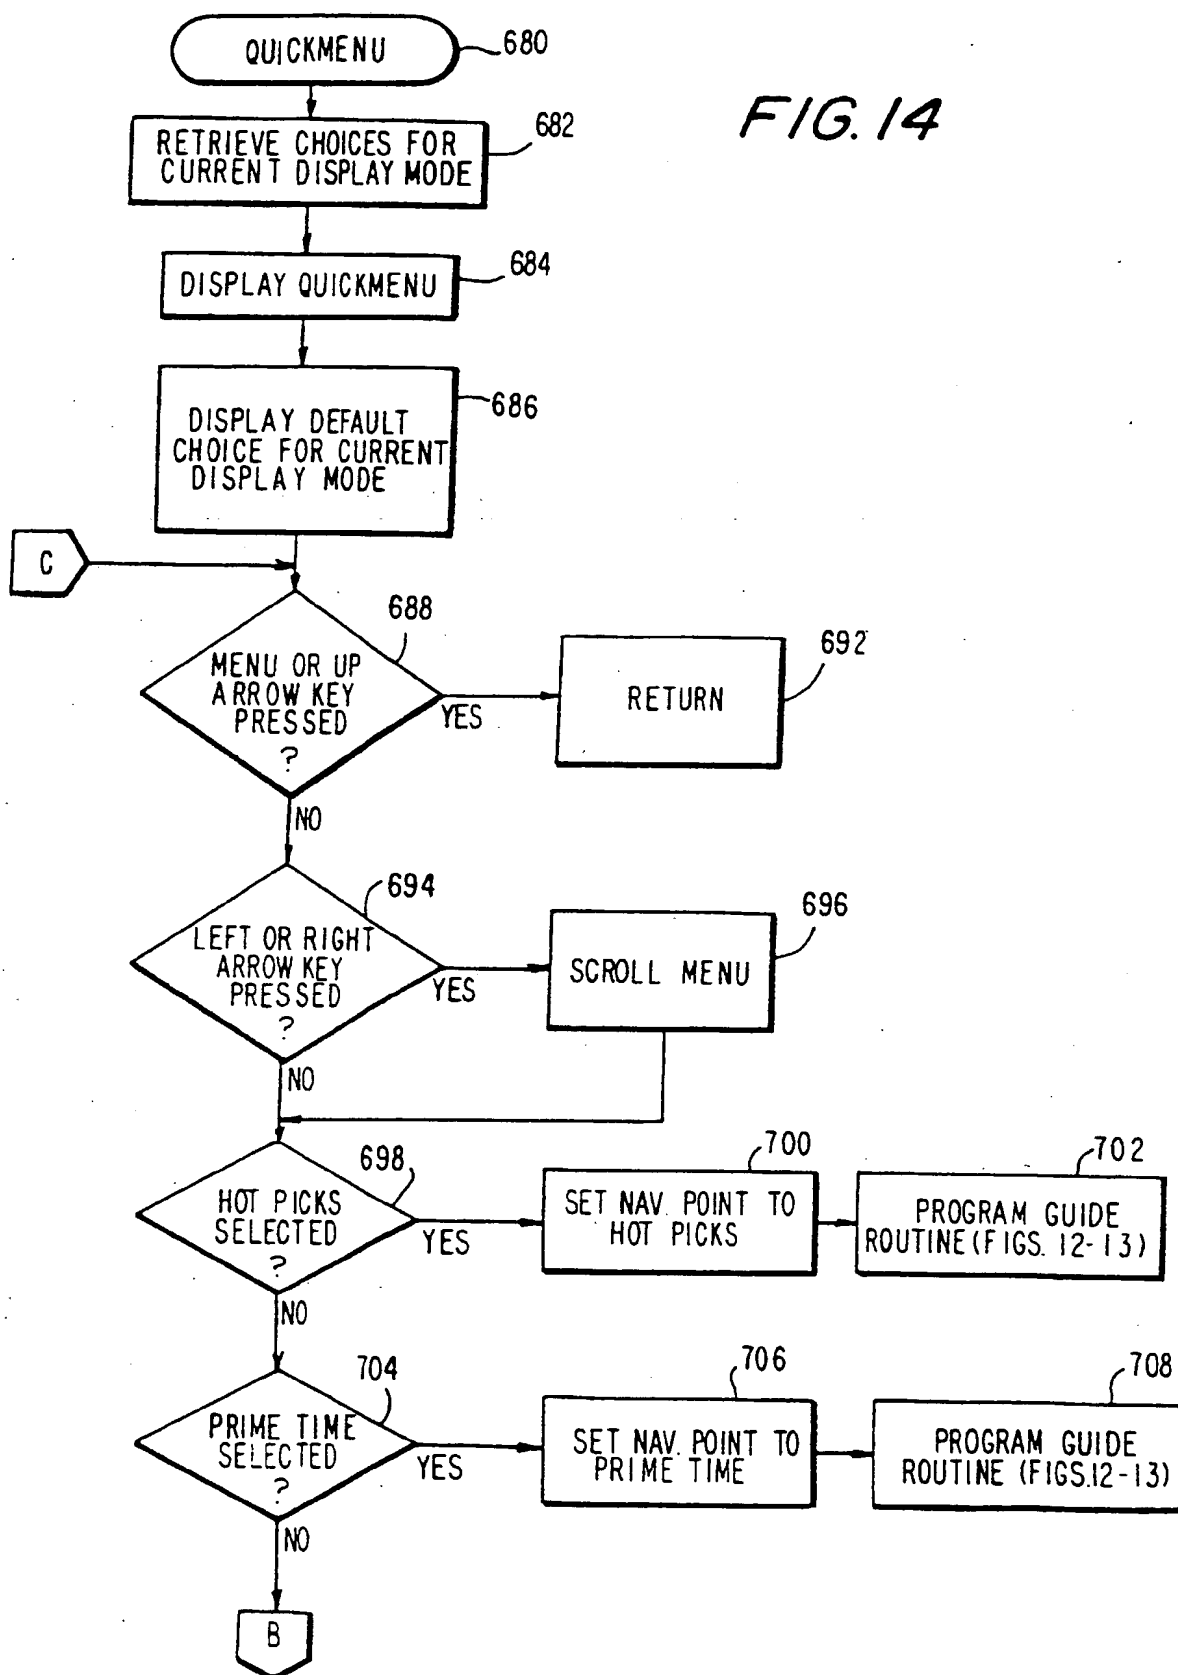 QUICKMENU
680
FIG. 14
RETRIEVE CHOICES FOR
CURRENT DISPLAY MODE
682
DISPLAY QUICKMENU
684
DISPLAY DEFAULT
CHOICE FOR CURRENT
DISPLAY MODE
686
C
MENU OR UP
ARROW KEY
PRESSED
?
688
YES
RETURN
692
NO
LEFT OR RIGHT
ARROW KEY
PRESSED
?
694
YES
SCROLL MENU
696
NO
HOT PICKS
SELECTED
?
698
YES
SET NAV. POINT TO
HOT PICKS
700
PROGRAM GUIDE
ROUTINE (FIGS. 12-13)
702
NO
PRIME TIME
SELECTED
?
704
YES
SET NAV. POINT TO
PRIME TIME
706
PROGRAM GUIDE
ROUTINE (FIGS.12-13)
708
NO
B